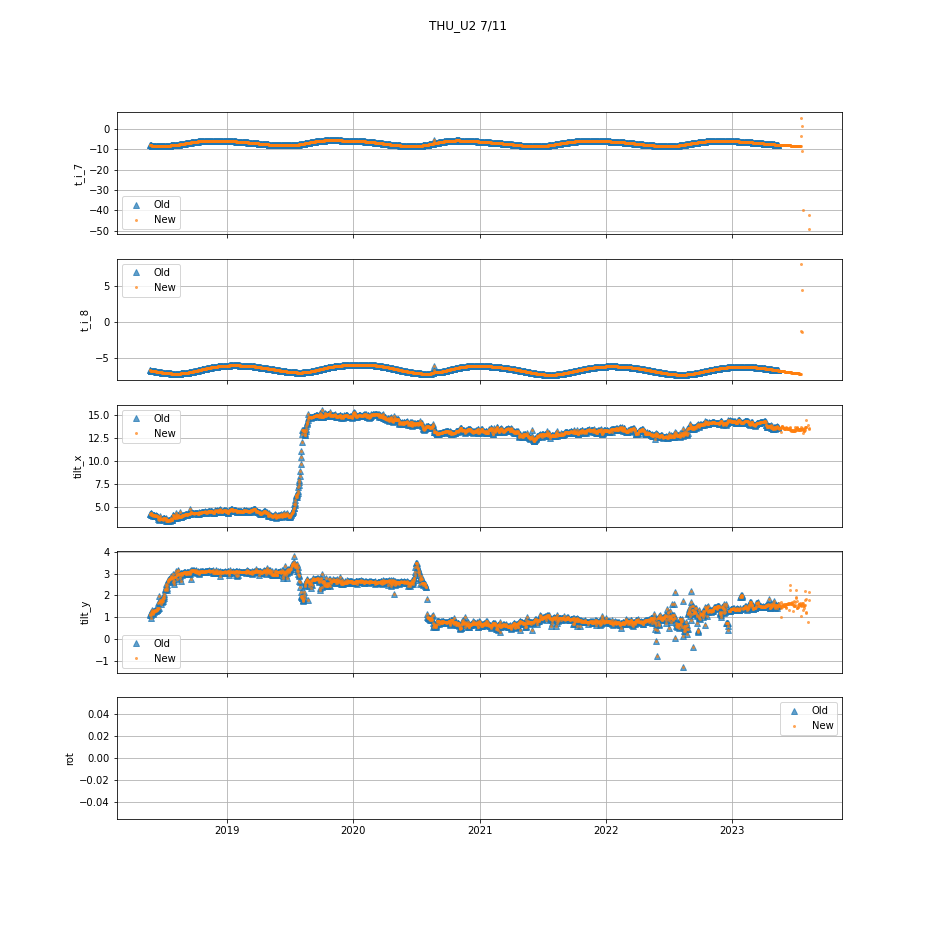 THU_U2 7/11
t_i_7
0
−10
−20
−30
−40
−50
Old
New
t_i_8
5
0
−5
Old
New
tilt_x
15.0
12.5
10.0
7.5
5.0
Old
New
tilt_y
4
3
2
1
0
−1
Old
New
rot
0.04
0.02
0.00
−0.02
−0.04
Old
New
2019
2020
2021
2022
2023